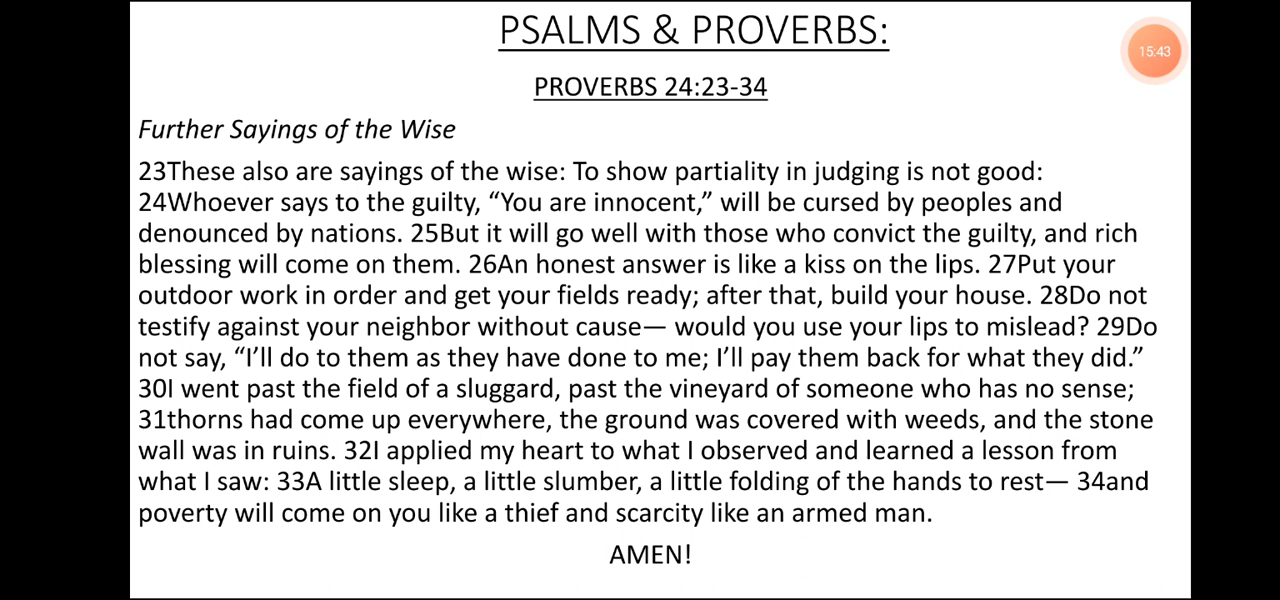 PSALMS & PROVERBS:
15:43
PROVERBS 24:23-34
Further Sayings of the Wise
23These also are sayings of the wise: To show partiality in judging is not good:
24Whoever says to the guilty, “You are innocent,” will be cursed by peoples and
denounced by nations. 25But it will go well with those who convict the guilty, and rich
blessing will come on them. 26An honest answer is like a kiss on the lips. 27Put your
outdoor work in order and get your fields ready; after that, build your house. 28Do not
testify against your neighbor without cause— would you use your lips to mislead? 29Do
not say, “I’ll do to them as they have done to me; I’ll pay them back for what they did.”
30I went past the field of a sluggard, past the vineyard of someone who has no sense;
31thorns had come up everywhere, the ground was covered with weeds, and the stone
wall was in ruins. 32I applied my heart to what I observed and learned a lesson from
what I saw: 33A little sleep, a little slumber, a little folding of the hands to rest— 34and
poverty will come on you like a thief and scarcity like an armed man.
AMEN!